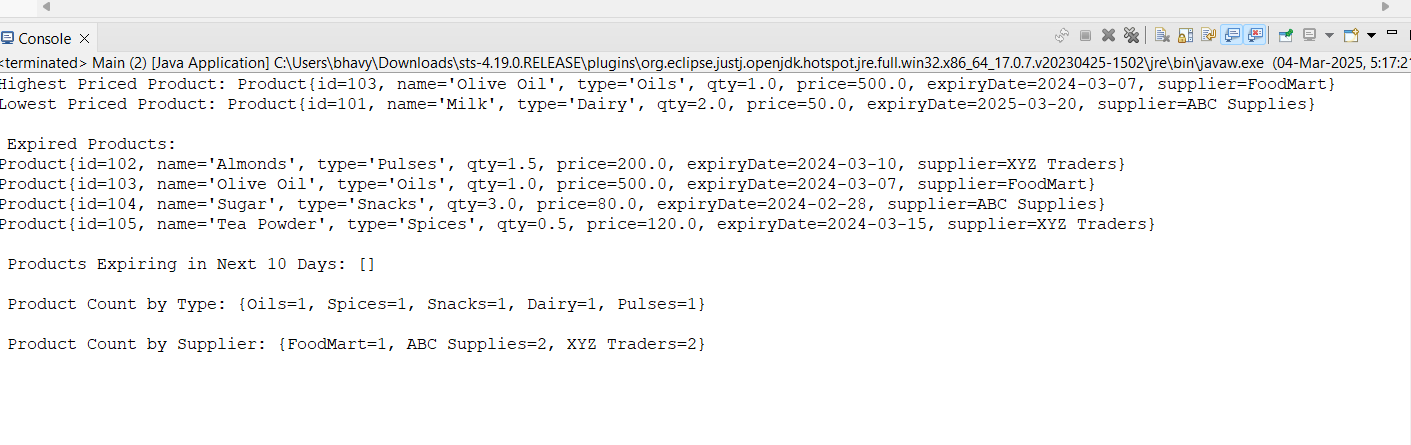 Console
<terminated> Main (2) [Java Application] C:\Users\bhavy\Downloads\sts-4.19.0.RELEASE\plugins\org.eclipse.justj.openjdk.hotspot.jre.full.win32.x86_64_17.0.7.v20230425-1502\jre\bin\javaw.exe (04-Mar-2025, 5:17:21
Highest Priced Product: Product{id=103, name='Olive Oil', type='Oils', qty=1.0, price=500.0, expiryDate=2024-03-07, supplier=FoodMart}
Lowest Priced Product: Product{id=101, name='Milk', type='Dairy', qty=2.0, price=50.0, expiryDate=2025-03-20, supplier=ABC Supplies}
Expired Products:
Product{id=102, name='Almonds', type='Pulses', qty=1.5, price=200.0, expiryDate=2024-03-10, supplier=XYZ Traders}
Product{id=103, name='Olive Oil', type='Oils', qty=1.0, price=500.0, expiryDate=2024-03-07, supplier=FoodMart}
Product{id=104, name='Sugar', type='Snacks', qty=3.0, price=80.0, expiryDate=2024-02-28, supplier=ABC Supplies}
Product{id=105, name='Tea Powder', type='Spices', qty=0.5, price=120.0, expiryDate=2024-03-15, supplier=XYZ Traders}
Products Expiring in Next 10 Days: []
Product Count by Type: {Oils=1, Spices=1, Snacks=1, Dairy=1, Pulses=1}
Product Count by Supplier: {FoodMart=1, ABC Supplies=2, XYZ Traders=2}